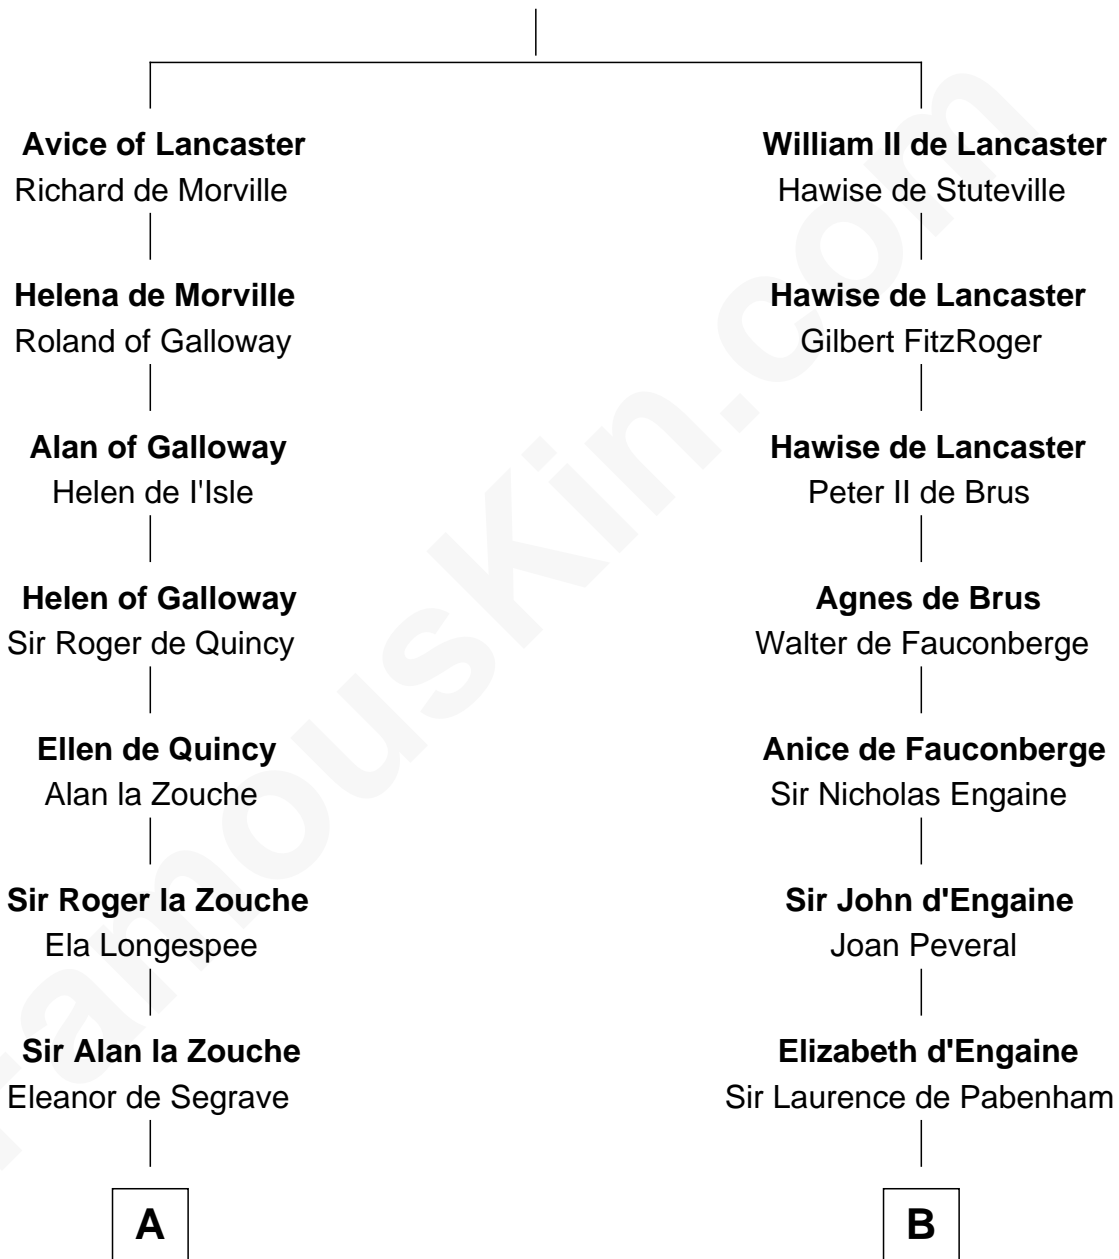 Avice of Lancaster
Richard de Morville
Helena de Morville
Roland of Galloway
Alan of Galloway
Helen de I'Isle
Helen of Galloway
Sir Roger de Quincy
Ellen de Quincy
Alan la Zouche
Sir Roger la Zouche
Ela Longespee
Sir Alan la Zouche
Eleanor de Segrave
A
William II de Lancaster
Hawise de Stuteville
Hawise de Lancaster
Gilbert FitzRoger
Hawise de Lancaster
Peter II de Brus
Agnes de Brus
Walter de Fauconberge
Anice de Fauconberge
Sir Nicholas Engaine
Sir John d'Engaine
Joan Peveral
Elizabeth d'Engaine
Sir Laurence de Pabenham
B
famouskin.com